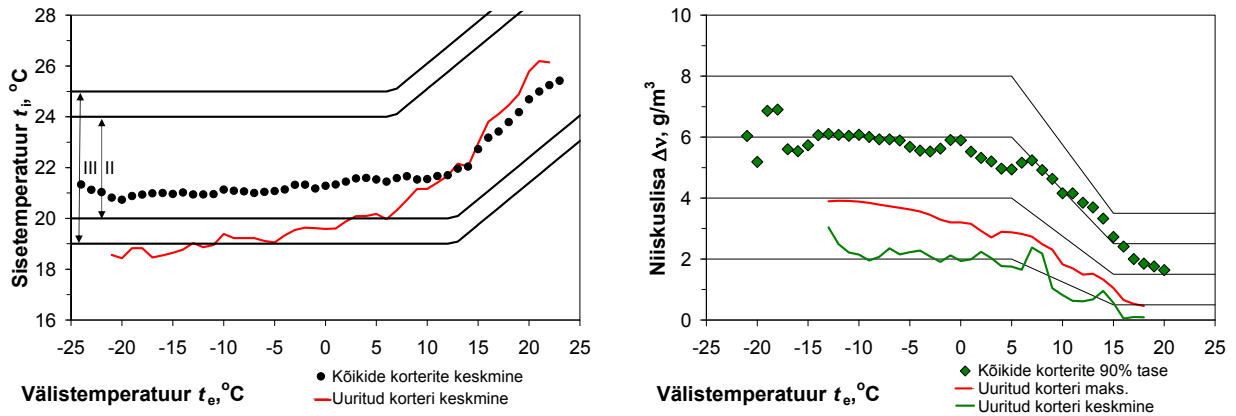 28
26
24
22
20
18
16
Sisetemperatuur ti, °C
III
II
-25 -20 -15 -10 -5 0 5 10 15 20 25
Välistemperatuur te, °C
Kõikide korterite keskmine
Uuritud korteri keskmine
10
8
6
4
2
0
Niiskuslisa Δν, g/m³
-25 -20 -15 -10 -5 0 5 10 15 20 25
Välistemperatuur te, °C
Kõikide korterite 90% tase
Uuritud korteri maks.
Uuritud korteri keskmine